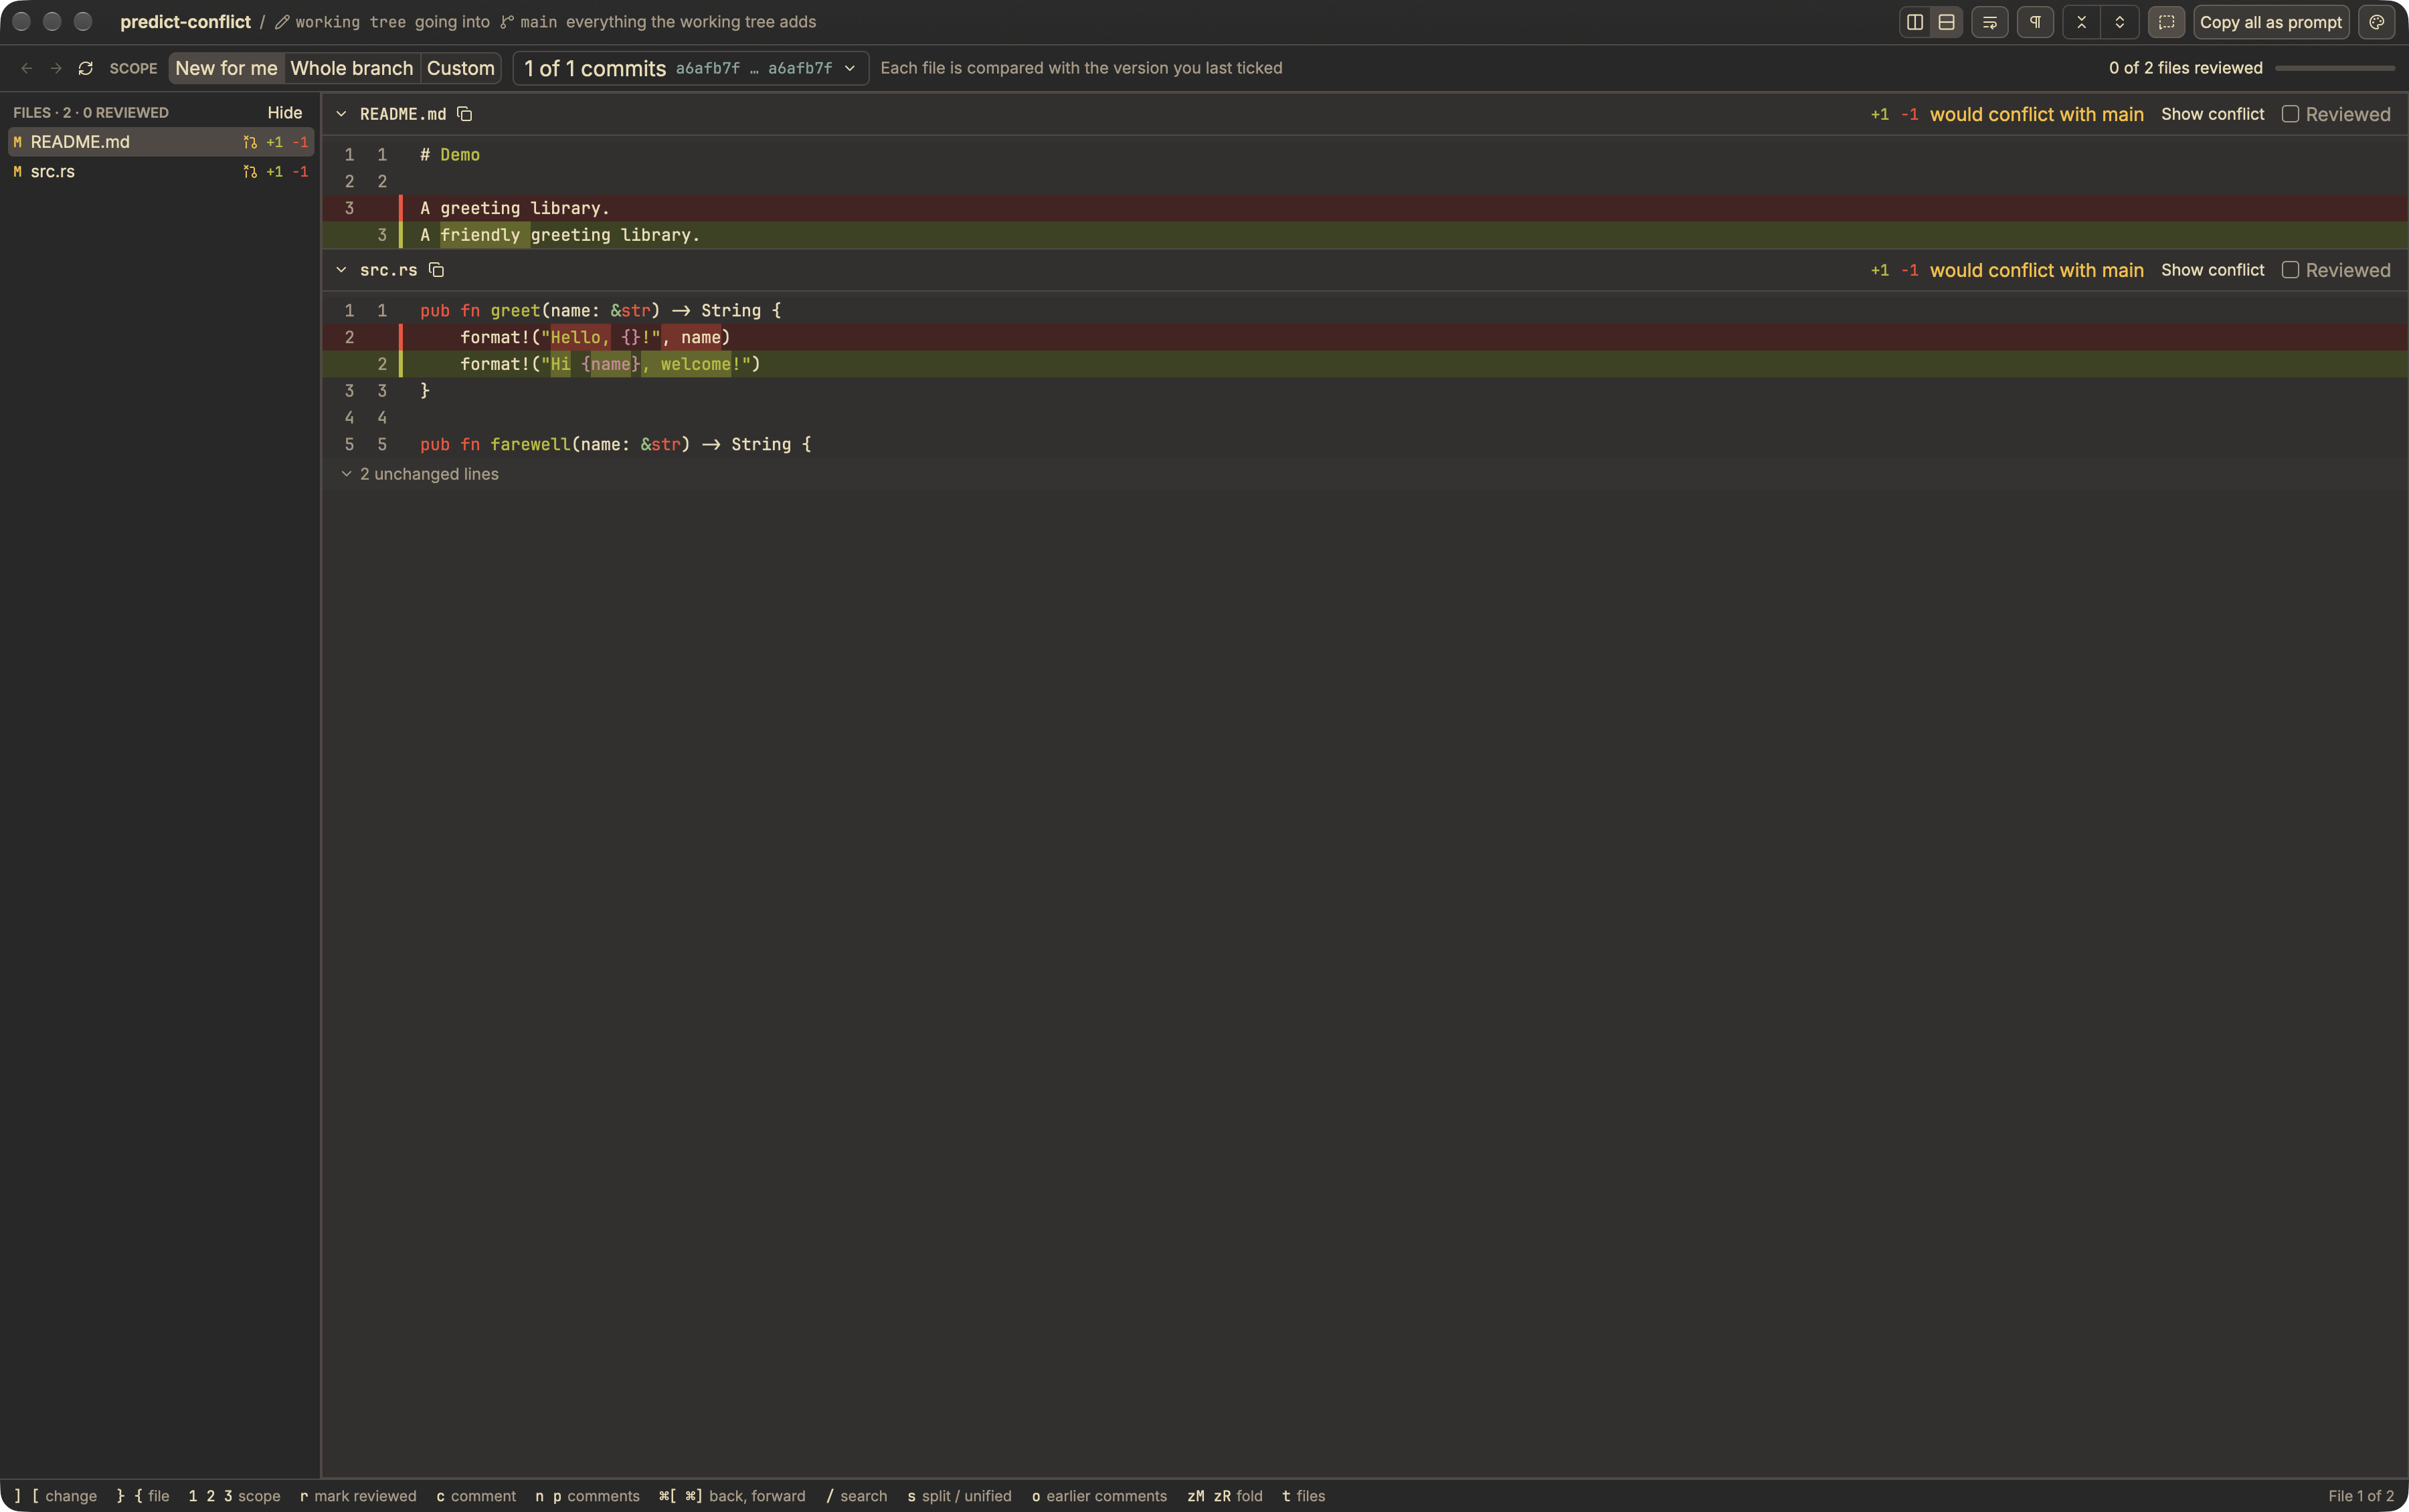 predict-conflict / working tree going into main everything the working tree adds
Copy all as prompt
SCOPE New for me Whole branch Custom 1 of 1 commits a6afb7f … a6afb7f Each file is compared with the version you last ticked 0 of 2 files reviewed
FILES · 2 · 0 REVIEWED Hide
M README.md +1 -1
M src.rs +1 -1
README.md +1 -1 would conflict with main Show conflict Reviewed
1 1 # Demo
2 2
3 A greeting library.
3 A friendly greeting library.
src.rs +1 -1 would conflict with main Show conflict Reviewed
1 1 pub fn greet(name: &str) -> String {
2 format!("Hello, {}!", name)
2 format!("Hi {name}, welcome!")
3 3 }
4 4
5 5 pub fn farewell(name: &str) -> String {
2 unchanged lines
] [ change } { file 1 2 3 scope r mark reviewed c comment n p comments ⌘[ ⌘] back, forward / search s split / unified o earlier comments zM zR fold t files File 1 of 2